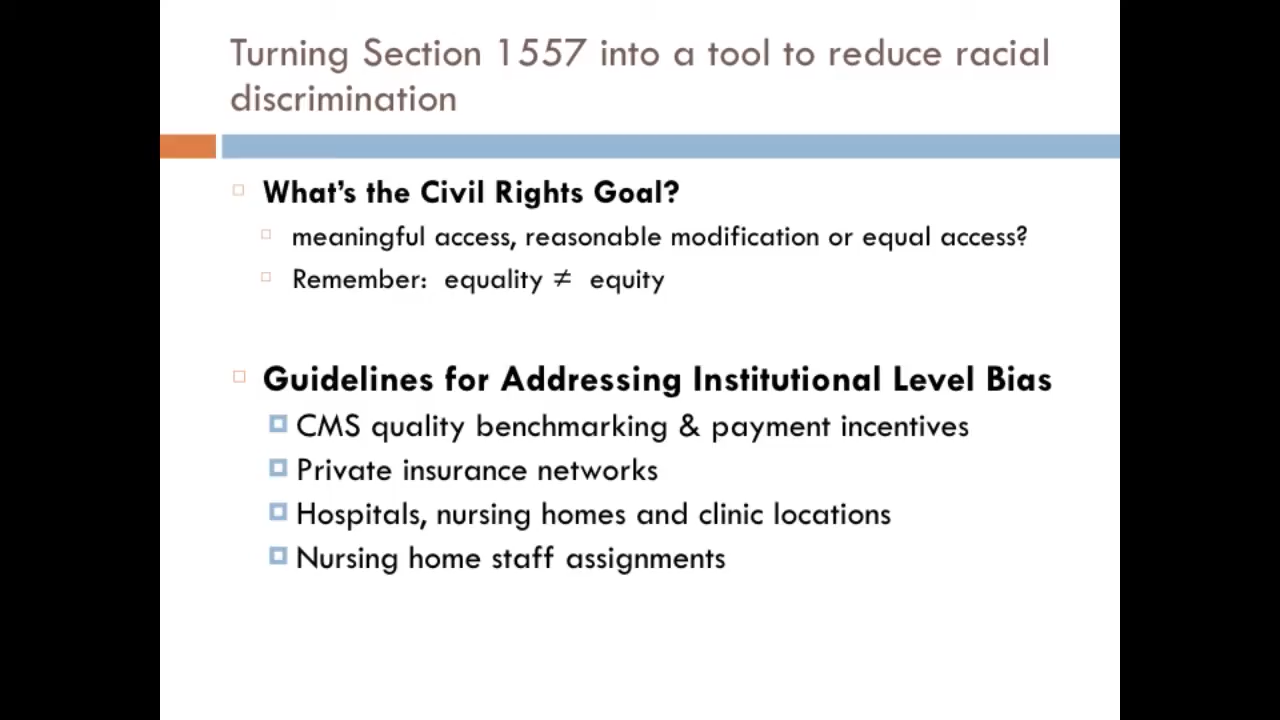 Turning Section 1557 into a tool to reduce racial
discrimination
What's the Civil Rights Goal?
meaningful access, reasonable modification or equal access?
Remember: equality ≠ equity
Guidelines for Addressing Institutional Level Bias
CMS quality benchmarking & payment incentives
Private insurance networks
Hospitals, nursing homes and clinic locations
Nursing home staff assignments